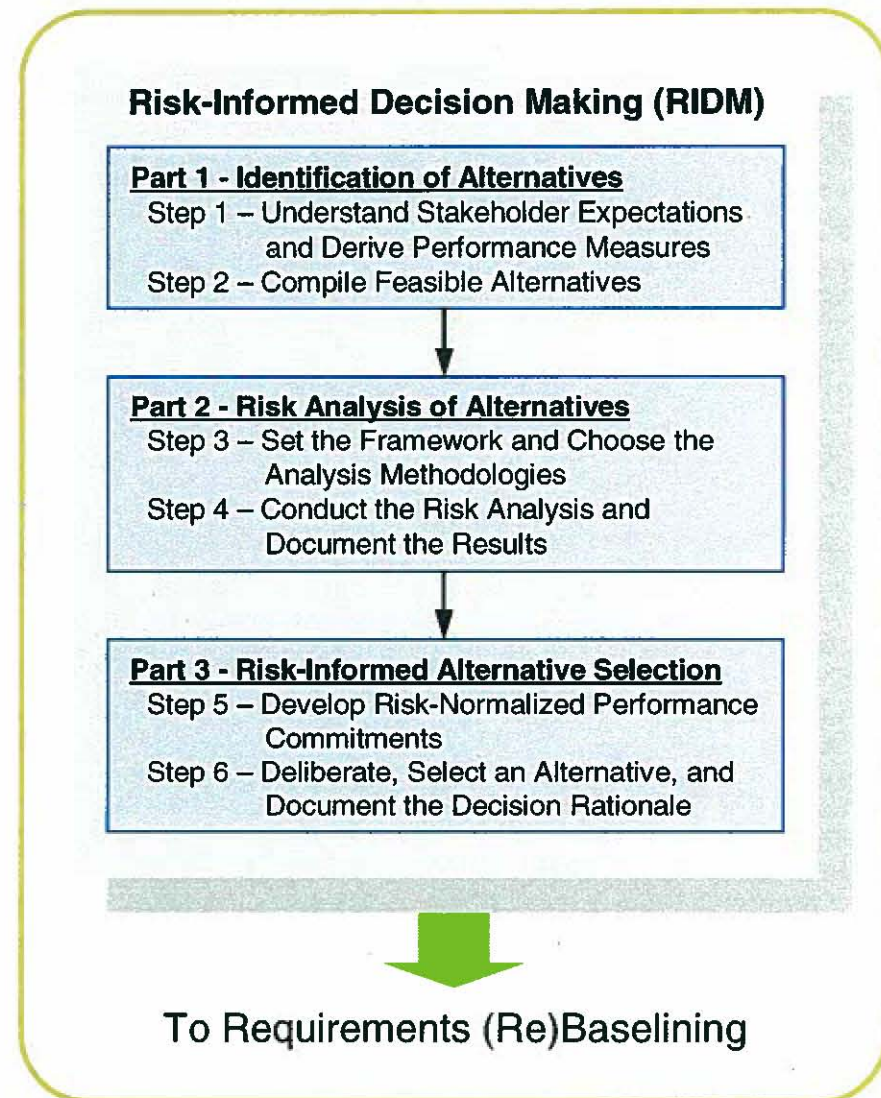 Risk-Informed Decision Making (RIDM)
Part 1 - Identification of Alternatives
Step 1 – Understand Stakeholder Expectations
and Derive Performance Measures
Step 2 – Compile Feasible Alternatives
Part 2 - Risk Analysis of Alternatives
Step 3 – Set the Framework and Choose the
Analysis Methodologies
Step 4 – Conduct the Risk Analysis and
Document the Results
Part 3 - Risk-Informed Alternative Selection
Step 5 – Develop Risk-Normalized Performance
Commitments
Step 6 – Deliberate, Select an Alternative, and
Document the Decision Rationale
To Requirements (Re)Baselining